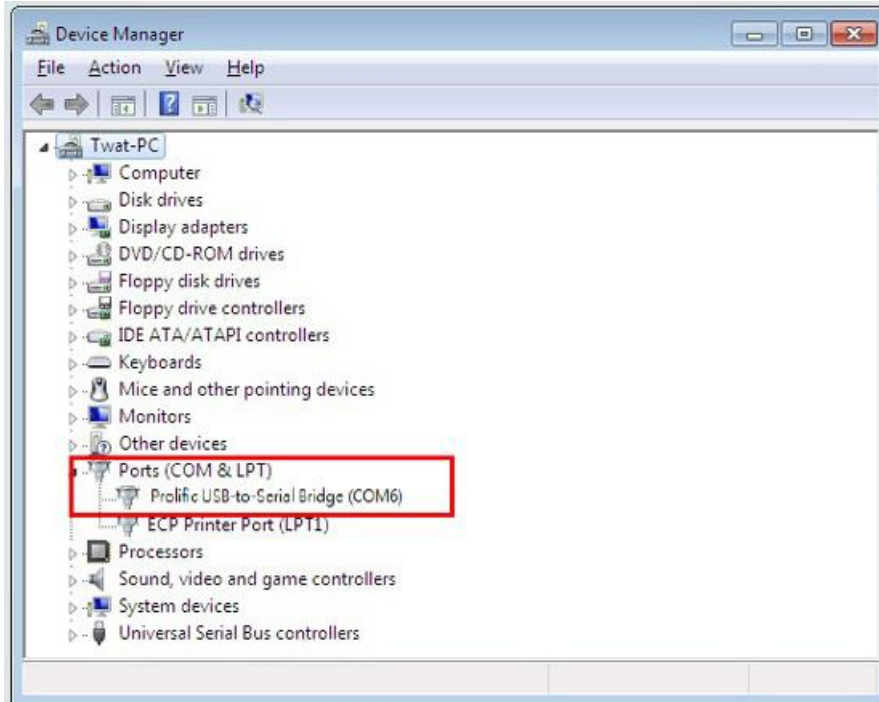 Device Manager
File Action View Help
Twat-PC
Computer
Disk drives
Display adapters
DVD/CD-ROM drives
Floppy disk drives
Floppy drive controllers
IDE ATA/ATAPI controllers
Keyboards
Mice and other pointing devices
Monitors
Other devices
Ports (COM & LPT)
Prolific USB-to-Serial Bridge (COM6)
ECP Printer Port (LPT1)
Processors
Sound, video and game controllers
System devices
Universal Serial Bus controllers